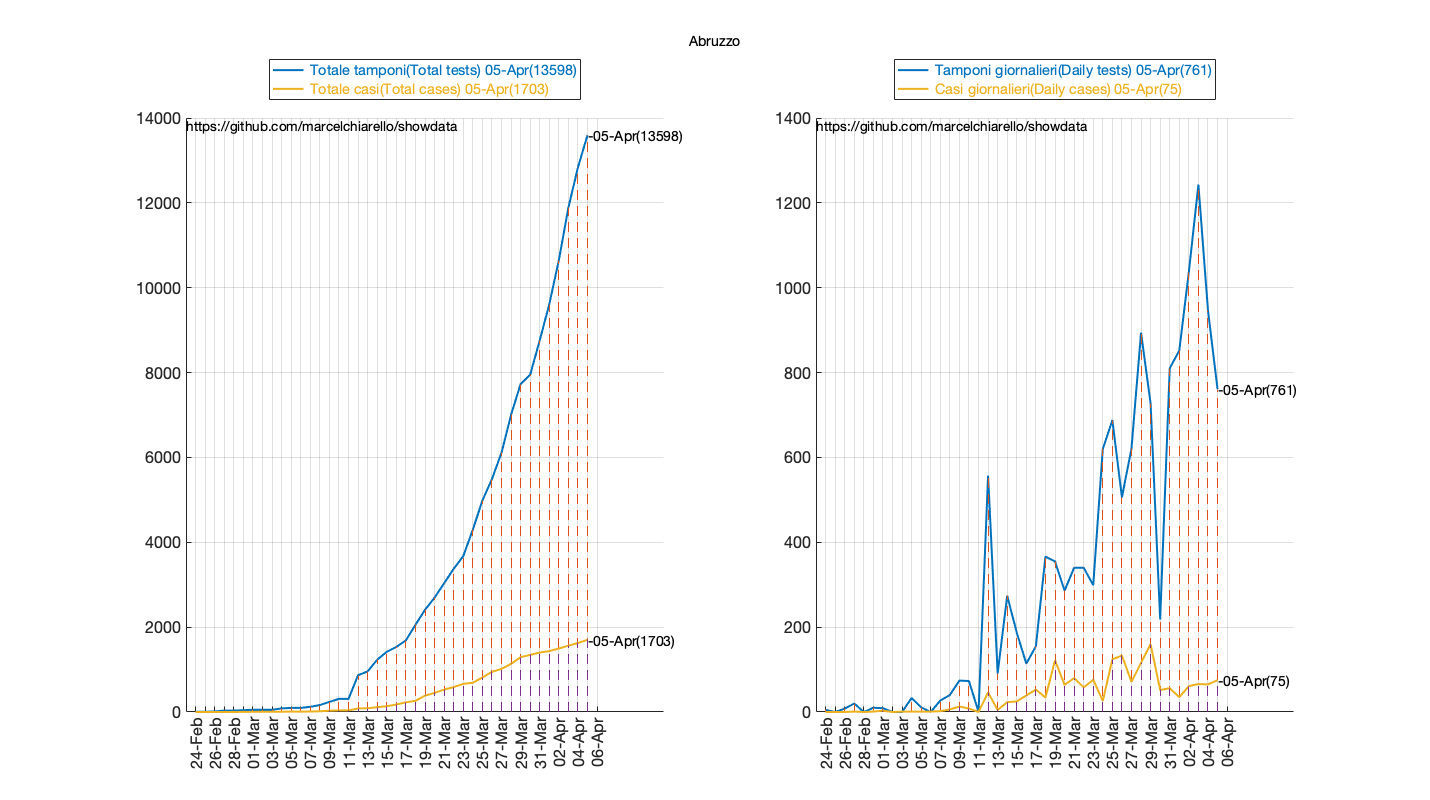 Abruzzo
Totale tamponi(Total tests) 05-Apr(13598)
Totale casi(Total cases) 05-Apr(1703)
14000
https://github.com/marcelchiarello/showdata
-05-Apr(13598)
12000
10000
8000
6000
4000
2000
-05-Apr(1703)
0
24-Feb
26-Feb
28-Feb
01-Mar
03-Mar
05-Mar
07-Mar
09-Mar
11-Mar
13-Mar
15-Mar
17-Mar
19-Mar
21-Mar
23-Mar
25-Mar
27-Mar
29-Mar
31-Mar
02-Apr
04-Apr
06-Apr
Tamponi giornalieri(Daily tests) 05-Apr(761)
Casi giornalieri(Daily cases) 05-Apr(75)
1400
https://github.com/marcelchiarello/showdata
1200
1000
800
-05-Apr(761)
600
400
200
-05-Apr(75)
0
24-Feb
26-Feb
28-Feb
01-Mar
03-Mar
05-Mar
07-Mar
09-Mar
11-Mar
13-Mar
15-Mar
17-Mar
19-Mar
21-Mar
23-Mar
25-Mar
27-Mar
29-Mar
31-Mar
02-Apr
04-Apr
06-Apr